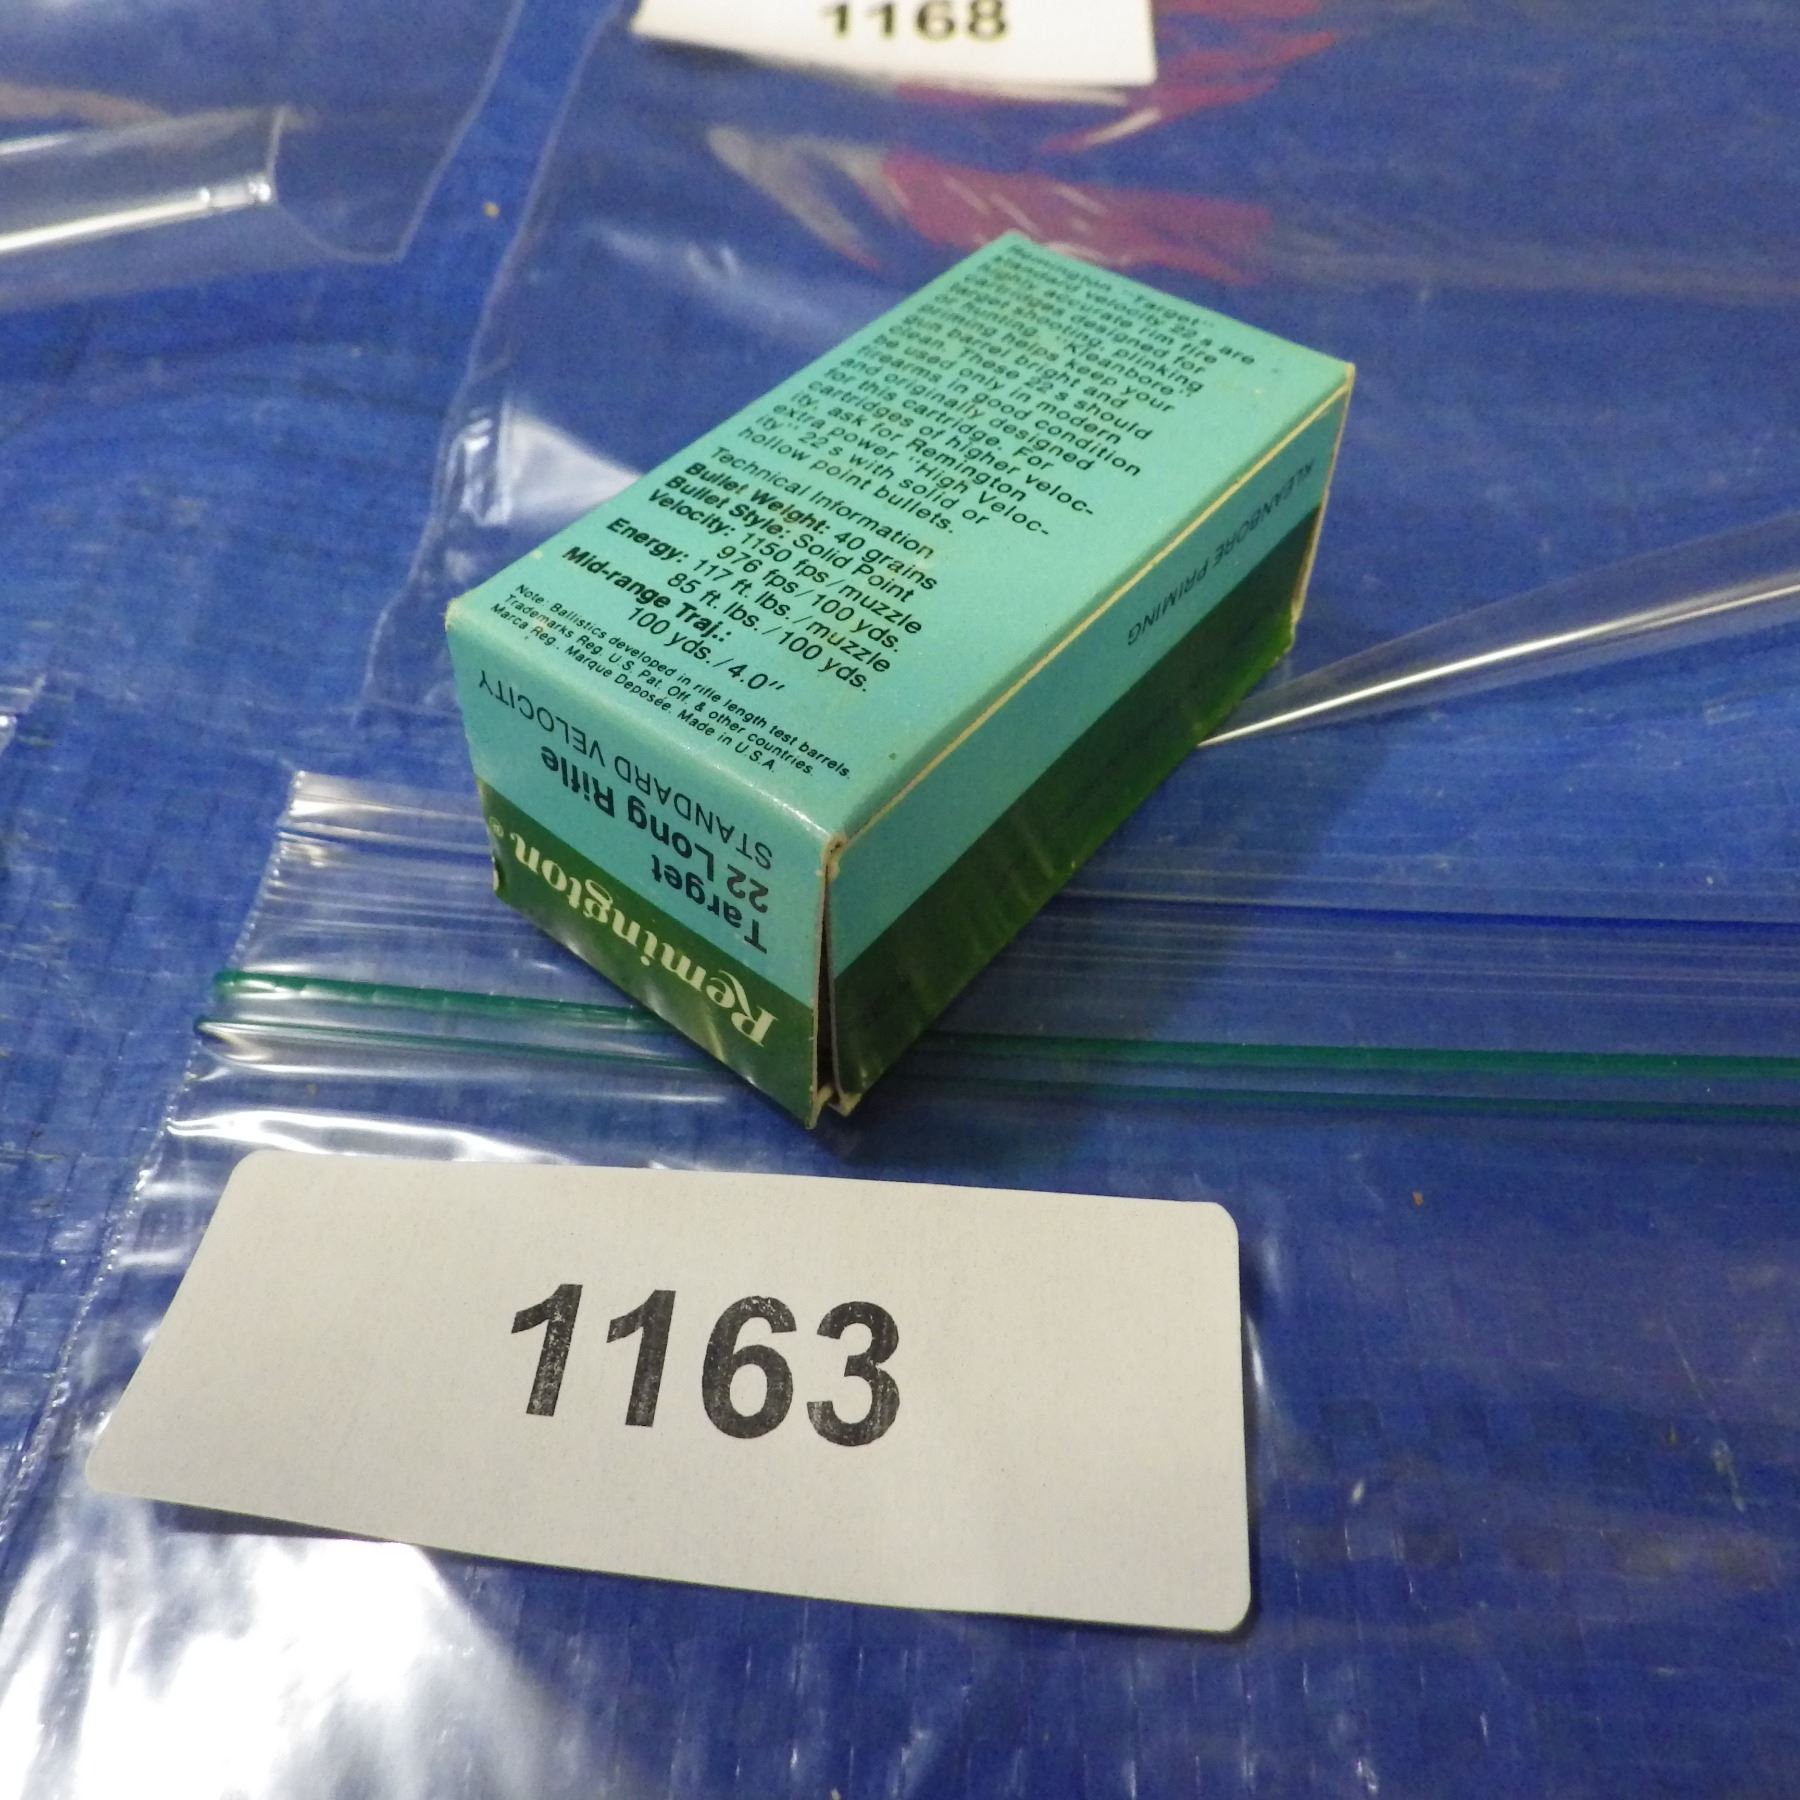 1168
Remington "Target"
standard velocity 22's are
highly accurate rim fire
cartridges designed for
target shooting, plinking
or hunting. "Kleanbore"
priming helps keep your
gun barrel bright and
clean. These 22's should
be used only in modern
firearms in good condition
and originally designed
for this cartridge. For
cartridges of higher veloc-
ity, ask for Remington
extra power "High Veloc-
ity" 22's with solid or
hollow point bullets.
Technical Information
Bullet Weight: 40 grains
Bullet Style: Solid Point
Velocity: 1150 fps/muzzle
976 fps/100 yds.
Energy: 117 ft. lbs./muzzle
85 ft. lbs./100 yds.
Mid-range Traj.:
100 yds./4.0"
Note: Ballistics developed in rifle length test barrels.
Trademarks Reg. U.S. Pat. Off. & other countries.
Marca Reg., Marque Deposée. Made in U.S.A.
KLEANBORE PRIMING
Remington®
Target
22 Long Rifle
STANDARD VELOCITY
1163